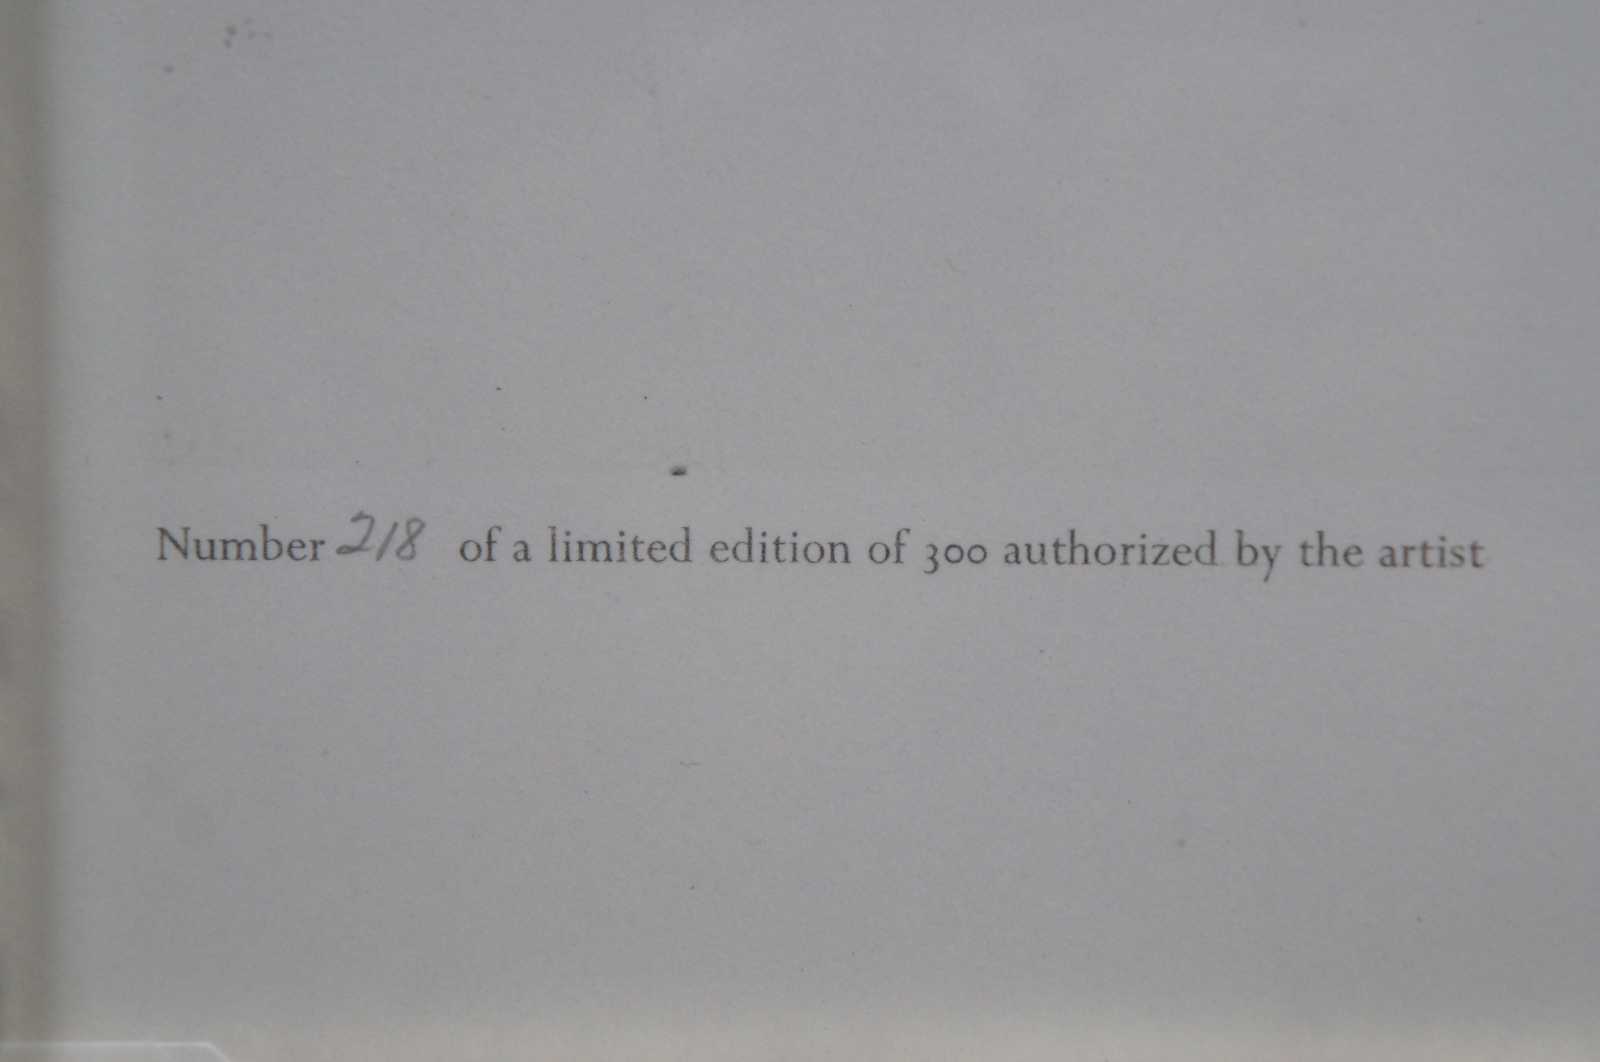 Number 218 of a limited edition of 300 authorized by the artist